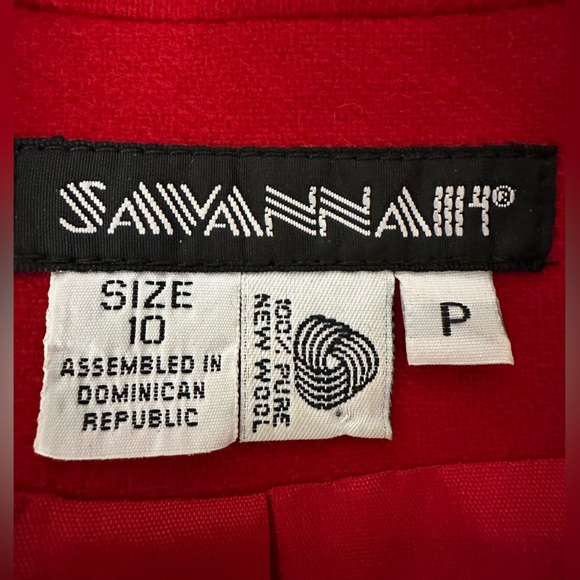 SAVANNAH®
SIZE
10
ASSEMBLED IN
DOMINICAN
REPUBLIC
100% PURE
NEW WOOL
P